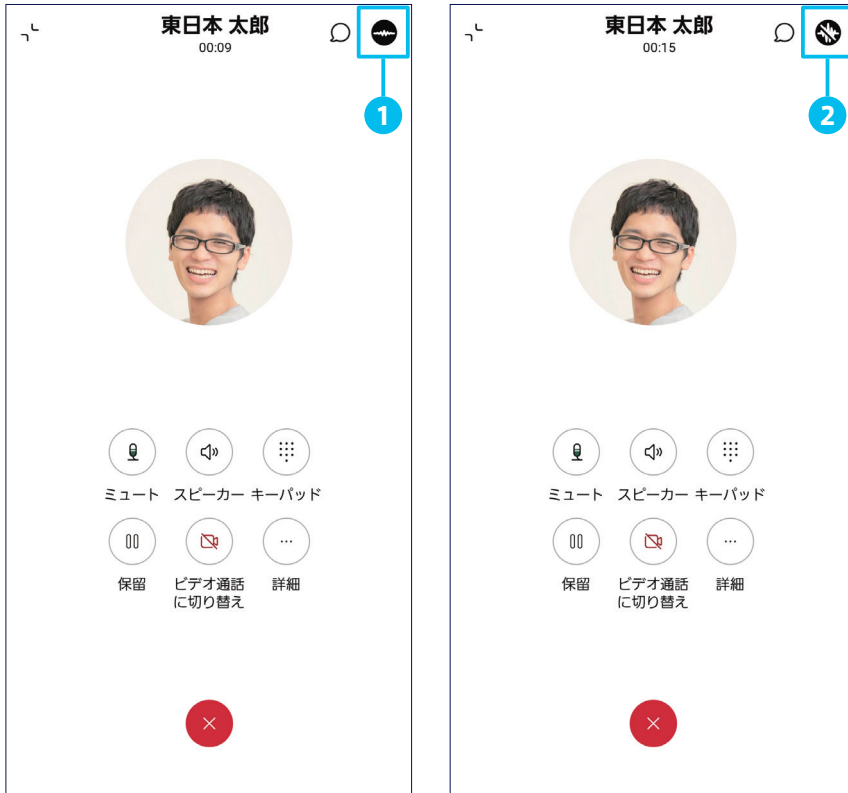 東日本 太郎
00:09
1
ミュート スピーカー キーパッド
保留 ビデオ通話 詳細
に切り替え
東日本 太郎
00:15
2
ミュート スピーカー キーパッド
保留 ビデオ通話 詳細
に切り替え